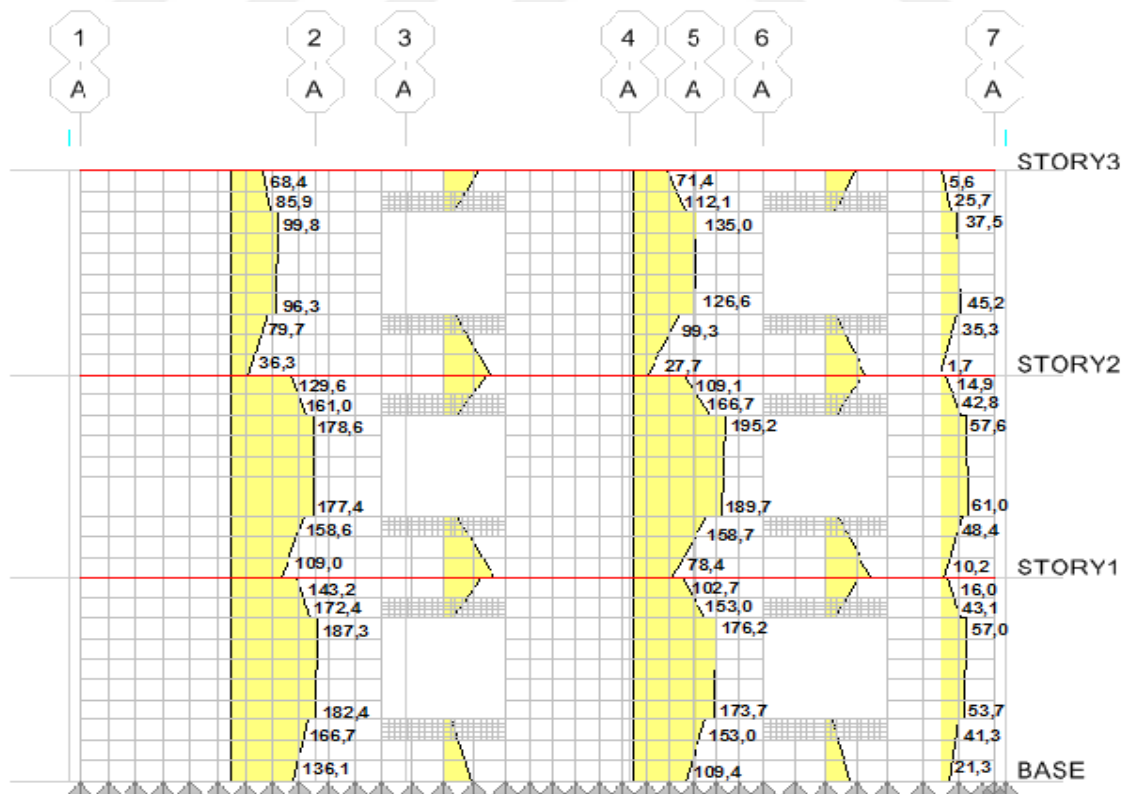 1 2 3 4 5 6 7
A A A A A A A
STORY3
68,4 71,4 5,6
85,9 112,1 25,7
99,8 135,0 37,5
96,3 126,6 45,2
79,7 99,3 35,3
36,3 27,7 1,7
STORY2
129,6 109,1 14,9
161,0 166,7 42,8
178,6 195,2 57,6
177,4 189,7 61,0
158,6 158,7 48,4
109,0 78,4 10,2
STORY1
143,2 102,7 16,0
172,4 153,0 43,1
187,3 176,2 57,0
182,4 173,7 53,7
166,7 153,0 41,3
136,1 109,4 21,3
BASE